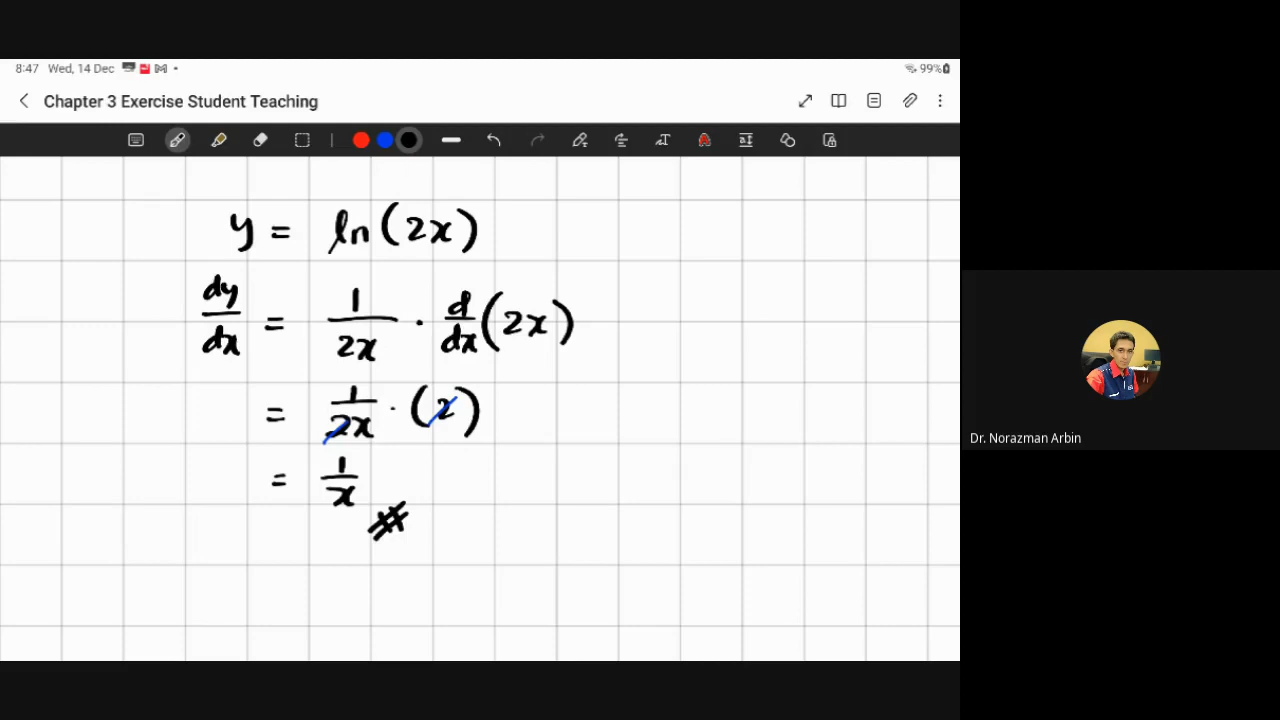 8:47 Wed, 14 Dec 99%
Chapter 3 Exercise Student Teaching
y = ln(2x)
dy/dx = 1/2x · d/dx(2x)
= 1/2x · (2)
= 1/x #
Dr. Norazman Arbin